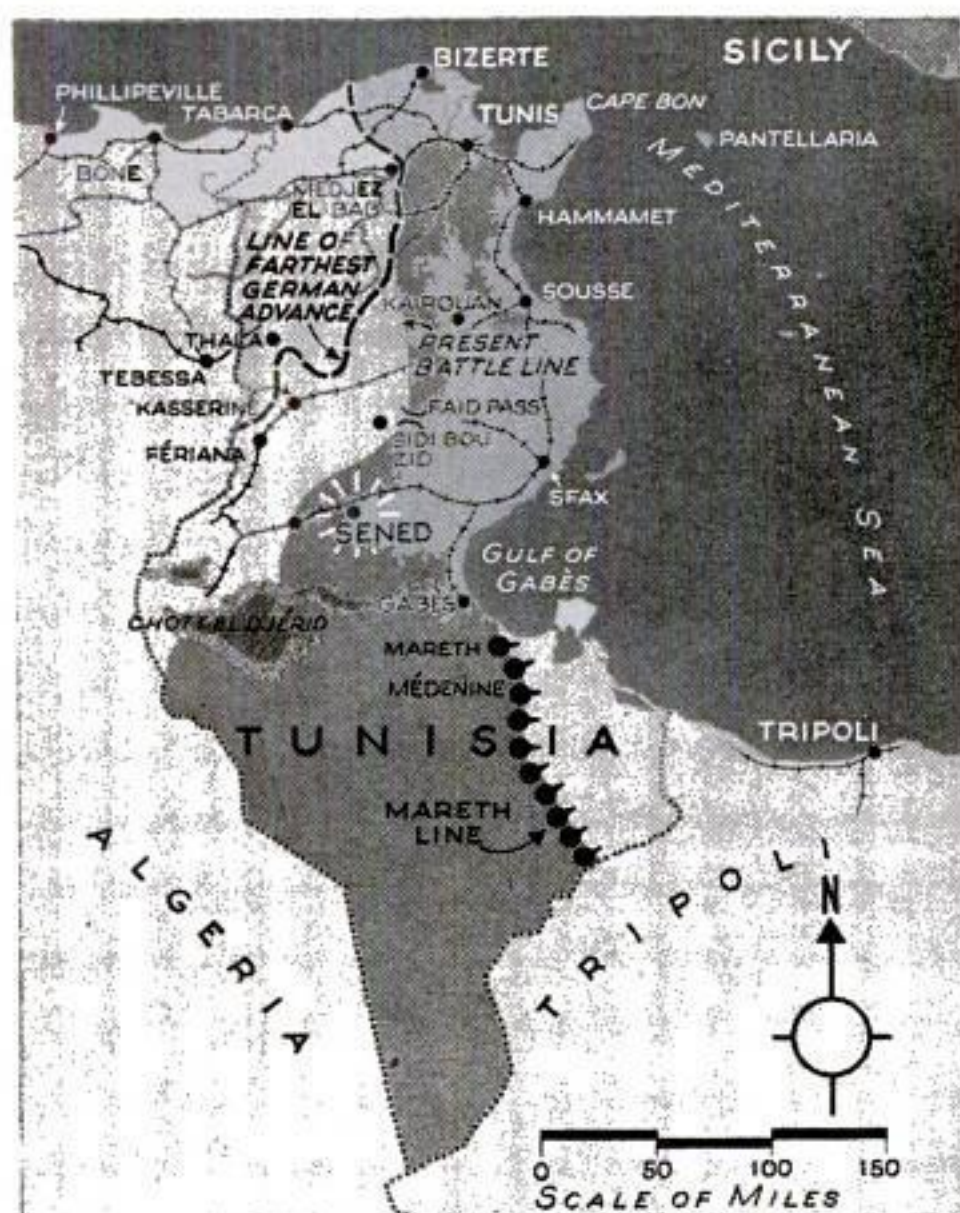 SICILY
BIZERTE
PHILLIPEVILLE
CAPE BON
TABARCA
TUNIS
PANTELLARIA
BONE
MEDJEZ
EL BAB
HAMMAMET
MEDITERRANEAN SEA
LINE OF
FARTHEST
GERMAN
ADVANCE
SOUSSE
KAIROUAN
THALA
PRESENT
BATTLE LINE
TEBESSA
KASSERINE
FAID PASS
FÉRIANA
SIDI BOU
ZID
SFAX
SENED
GULF OF
GABÈS
GABÈS
CHOTT EL DJÉRID
MARETH
MÉDENINE
TUNISIA
TRIPOLI
MARETH
LINE
ALGERIA
TRIPOLI
N
0 50 100 150
SCALE OF MILES